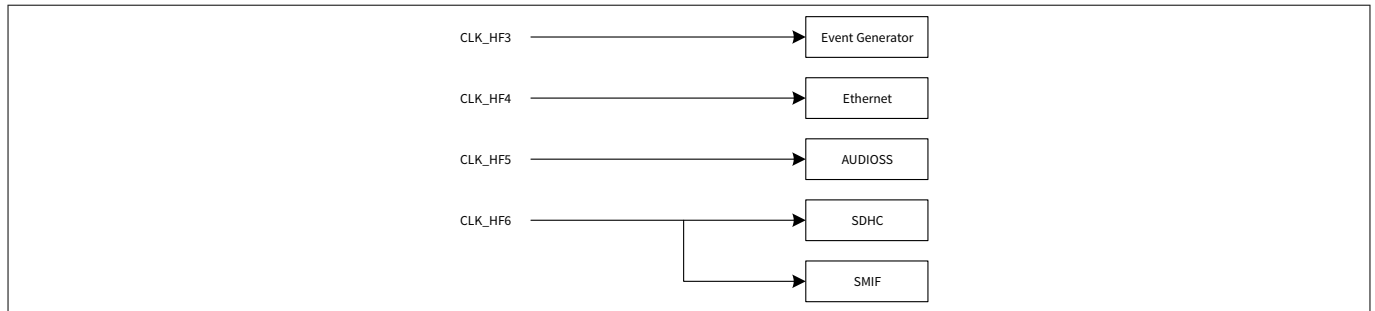 CLK_HF3 Event Generator
CLK_HF4 Ethernet
CLK_HF5 AUDIOSS
CLK_HF6 SDHC
SMIF